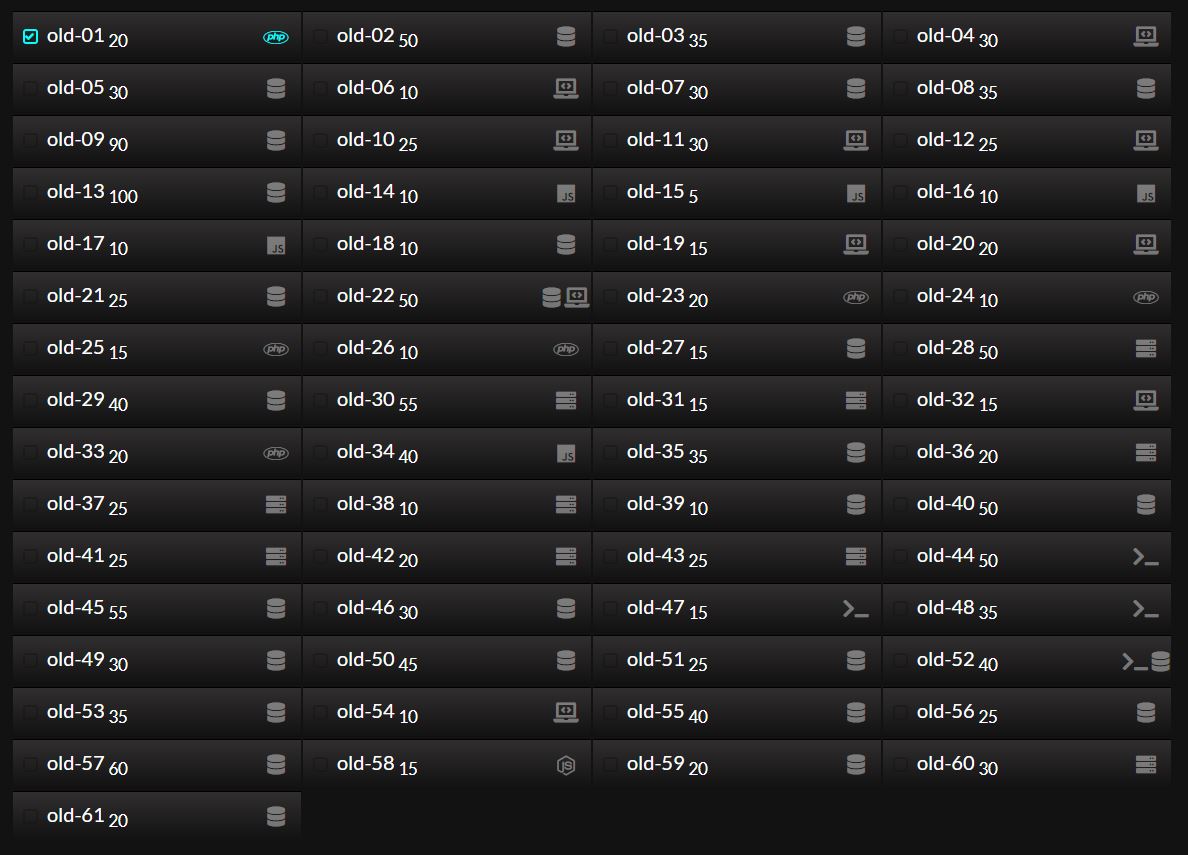 old-01 20 php old-02 50 old-03 35 old-04 30
old-05 30 old-06 10 old-07 30 old-08 35
old-09 90 old-10 25 old-11 30 old-12 25
old-13 100 old-14 10 JS old-15 5 JS old-16 10 JS
old-17 10 JS old-18 10 old-19 15 old-20 20
old-21 25 old-22 50 old-23 20 php old-24 10 php
old-25 15 php old-26 10 php old-27 15 old-28 50
old-29 40 old-30 55 old-31 15 old-32 15
old-33 20 php old-34 40 JS old-35 35 old-36 20
old-37 25 old-38 10 old-39 10 old-40 50
old-41 25 old-42 20 old-43 25 old-44 50
old-45 55 old-46 30 old-47 15 old-48 35
old-49 30 old-50 45 old-51 25 old-52 40
old-53 35 old-54 10 old-55 40 old-56 25
old-57 60 old-58 15 JS old-59 20 old-60 30
old-61 20